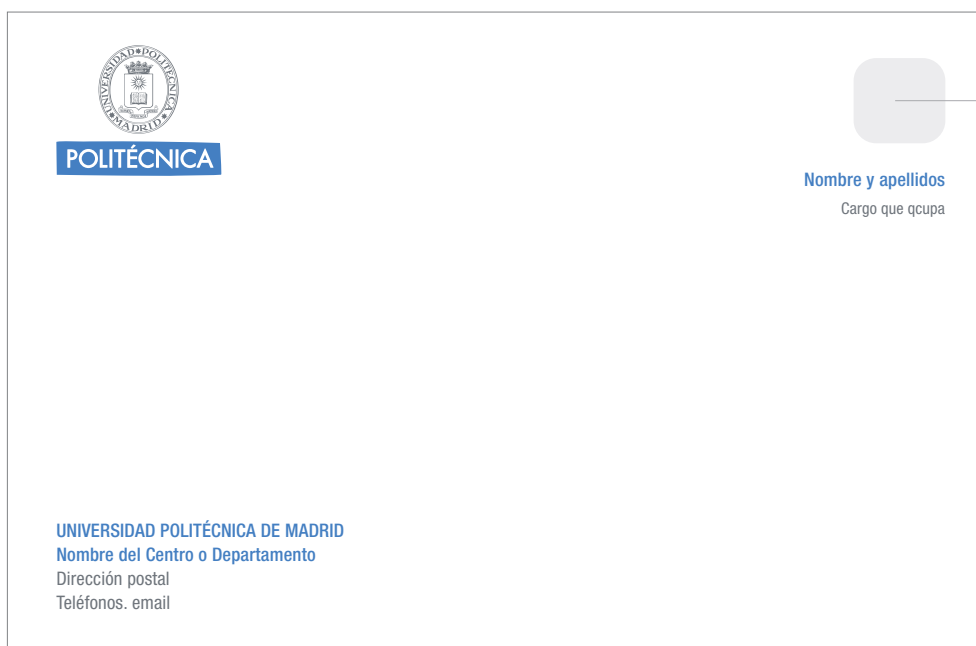 UNIVERSIDAD POLITÉCNICA MADRID
POLITÉCNICA
Nombre y apellidos
Cargo que qcupa
UNIVERSIDAD POLITÉCNICA DE MADRID
Nombre del Centro o Departamento
Dirección postal
Teléfonos. email